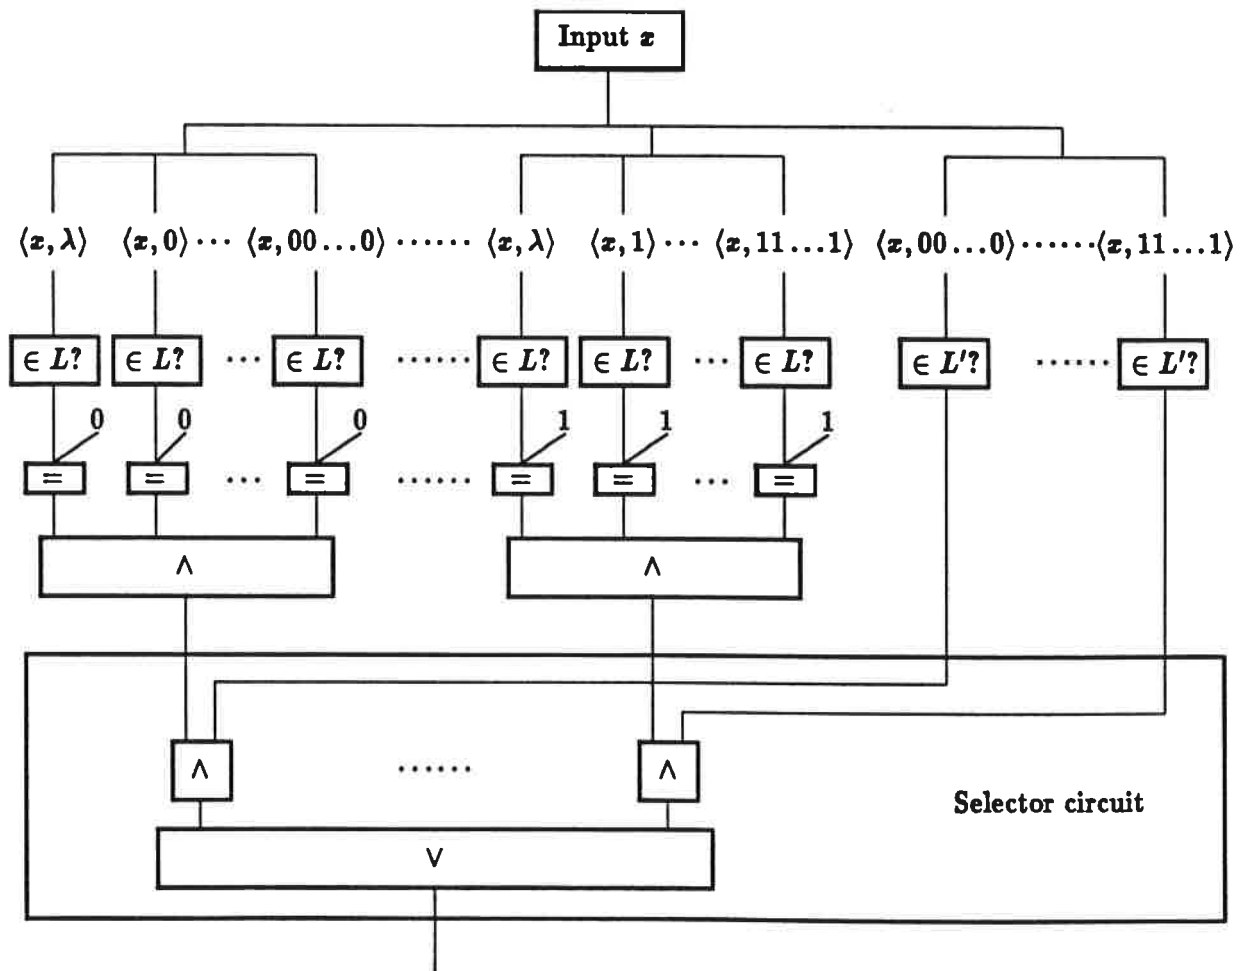 Input x
⟨x, λ⟩ ⟨x, 0⟩ ··· ⟨x, 00 ... 0⟩ ······ ⟨x, λ⟩ ⟨x, 1⟩ ··· ⟨x, 11 ... 1⟩ ⟨x, 00 ... 0⟩ ······ ⟨x, 11 ... 1⟩
∈ L? ∈ L? ··· ∈ L? ······ ∈ L? ∈ L? ··· ∈ L? ∈ L'? ······ ∈ L'?
0 0 0 1 1 1
= = ··· = ······ = = ··· =
∧ ∧
∧ ······ ∧
Selector circuit
∨